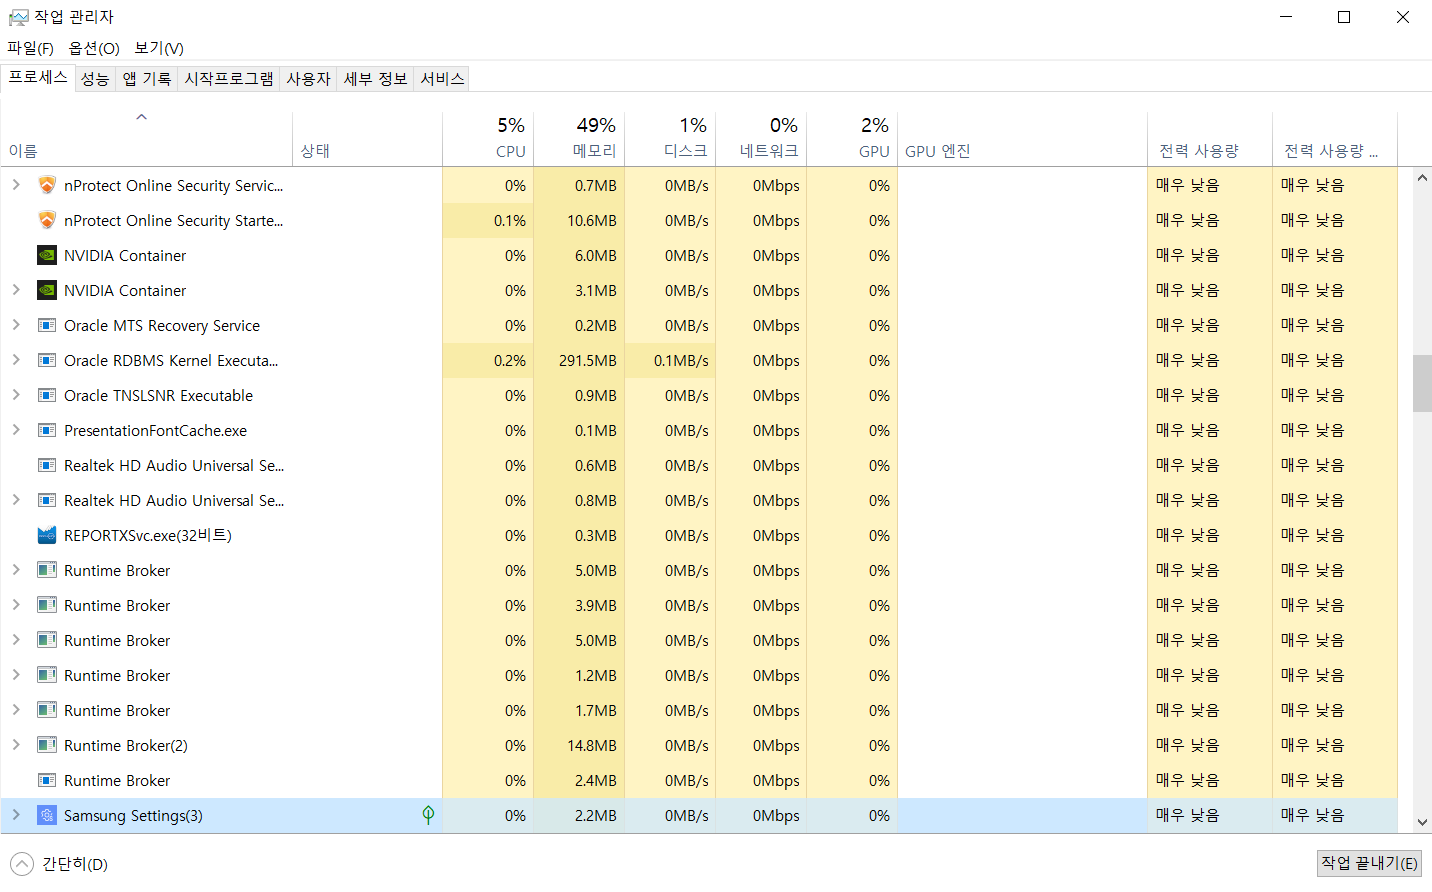 작업 관리자
파일(F) 옵션(O) 보기(V)
프로세스 성능 앱 기록 시작프로그램 사용자 세부 정보 서비스
5% 49% 1% 0% 2%
이름 상태 CPU 메모리 디스크 네트워크 GPU GPU 엔진 전력 사용량 전력 사용량 ...
nProtect Online Security Servic... 0% 0.7MB 0MB/s 0Mbps 0% 매우 낮음 매우 낮음
nProtect Online Security Starte... 0.1% 10.6MB 0MB/s 0Mbps 0% 매우 낮음 매우 낮음
NVIDIA Container 0% 6.0MB 0MB/s 0Mbps 0% 매우 낮음 매우 낮음
NVIDIA Container 0% 3.1MB 0MB/s 0Mbps 0% 매우 낮음 매우 낮음
Oracle MTS Recovery Service 0% 0.2MB 0MB/s 0Mbps 0% 매우 낮음 매우 낮음
Oracle RDBMS Kernel Executa... 0.2% 291.5MB 0.1MB/s 0Mbps 0% 매우 낮음 매우 낮음
Oracle TNSLSNR Executable 0% 0.9MB 0MB/s 0Mbps 0% 매우 낮음 매우 낮음
PresentationFontCache.exe 0% 0.1MB 0MB/s 0Mbps 0% 매우 낮음 매우 낮음
Realtek HD Audio Universal Se... 0% 0.6MB 0MB/s 0Mbps 0% 매우 낮음 매우 낮음
Realtek HD Audio Universal Se... 0% 0.8MB 0MB/s 0Mbps 0% 매우 낮음 매우 낮음
REPORTXSvc.exe(32비트) 0% 0.3MB 0MB/s 0Mbps 0% 매우 낮음 매우 낮음
Runtime Broker 0% 5.0MB 0MB/s 0Mbps 0% 매우 낮음 매우 낮음
Runtime Broker 0% 3.9MB 0MB/s 0Mbps 0% 매우 낮음 매우 낮음
Runtime Broker 0% 5.0MB 0MB/s 0Mbps 0% 매우 낮음 매우 낮음
Runtime Broker 0% 1.2MB 0MB/s 0Mbps 0% 매우 낮음 매우 낮음
Runtime Broker 0% 1.7MB 0MB/s 0Mbps 0% 매우 낮음 매우 낮음
Runtime Broker(2) 0% 14.8MB 0MB/s 0Mbps 0% 매우 낮음 매우 낮음
Runtime Broker 0% 2.4MB 0MB/s 0Mbps 0% 매우 낮음 매우 낮음
Samsung Settings(3) 0% 2.2MB 0MB/s 0Mbps 0% 매우 낮음 매우 낮음
간단히(D) 작업 끝내기(E)